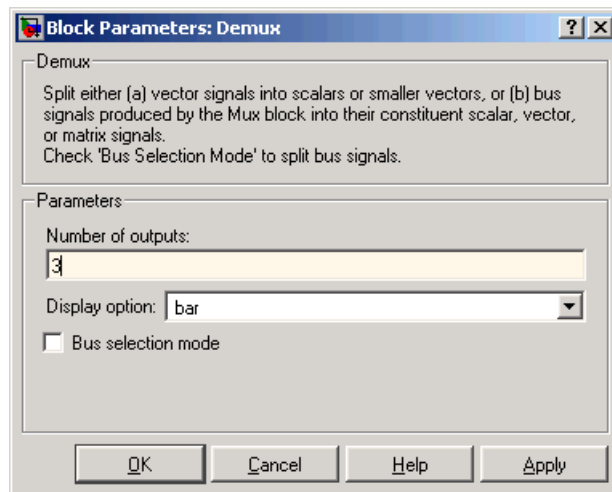 Block Parameters: Demux
Demux
Split either (a) vector signals into scalars or smaller vectors, or (b) bus
signals produced by the Mux block into their constituent scalar, vector,
or matrix signals.
Check 'Bus Selection Mode' to split bus signals.
Parameters
Number of outputs:
3
Display option: bar
Bus selection mode
OK Cancel Help Apply